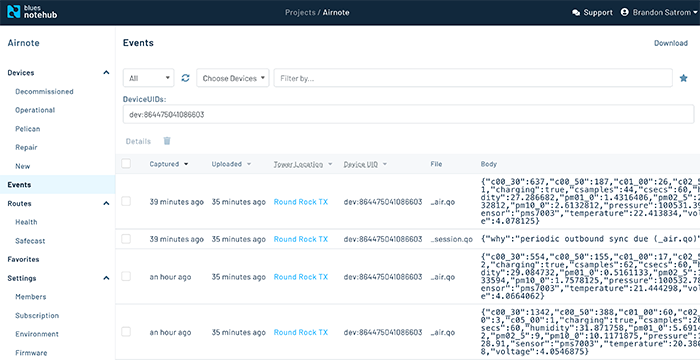 blues
notehub
Projects / Airnote
Support
Brandon Satrom
Airnote
Events
Download
Devices
All
Choose Devices
Filter by...
Decommissioned
DeviceUIDs:
Operational
dev:864475041086603
Pelican
Repair
Details
New
Captured Uploaded Tower Location Device UID File Body
Events
Routes
{"c00_30":637,"c00_50":187,"c01_00":26,"c02_5
1,"charging":true,"csamples":44,"csecs":60,"
39 minutes ago 35 minutes ago Round Rock TX dev:864475041086603 _air.qo
dity":27.286682,"pm01_0":1.4316406,"pm02_5":2
32812,"pm10_0":2.6132812,"pressure":100531.39
ensor":"pms7003","temperature":22.413834,"vol
e":4.078125}
Health
Safecast
39 minutes ago 35 minutes ago Round Rock TX dev:864475041086603 _session.qo {"why":"periodic outbound sync due (_air.qo)"
Favorites
Settings
{"c00_30":554,"c00_50":155,"c01_00":17,"c02_5
2,"charging":true,"csamples":62,"csecs":60,"
an hour ago 35 minutes ago Round Rock TX dev:864475041086603 _air.qo
dity":29.084732,"pm01_0":0.5161133,"pm02_5":
33594,"pm10_0":1.7578125,"pressure":100532.78
ensor":"pms7003","temperature":21.444298,"vol
e":4.0664062}
Members
Subscription
Environment
Firmware
{"c00_30":1342,"c00_50":388,"c01_00":60,"c02_
0":3,"c05_00":1,"charging":true,"csamples":2
an hour ago 35 minutes ago Round Rock TX dev:864475041086603 _air.qo
secs":60,"humidity":31.871758,"pm01_0":5.691
pm02_5":9,"pm10_0":10.1171875,"pressure":1
28.91,"sensor":"pms7003","temperature":20.38
8,"voltage":4.0546875}